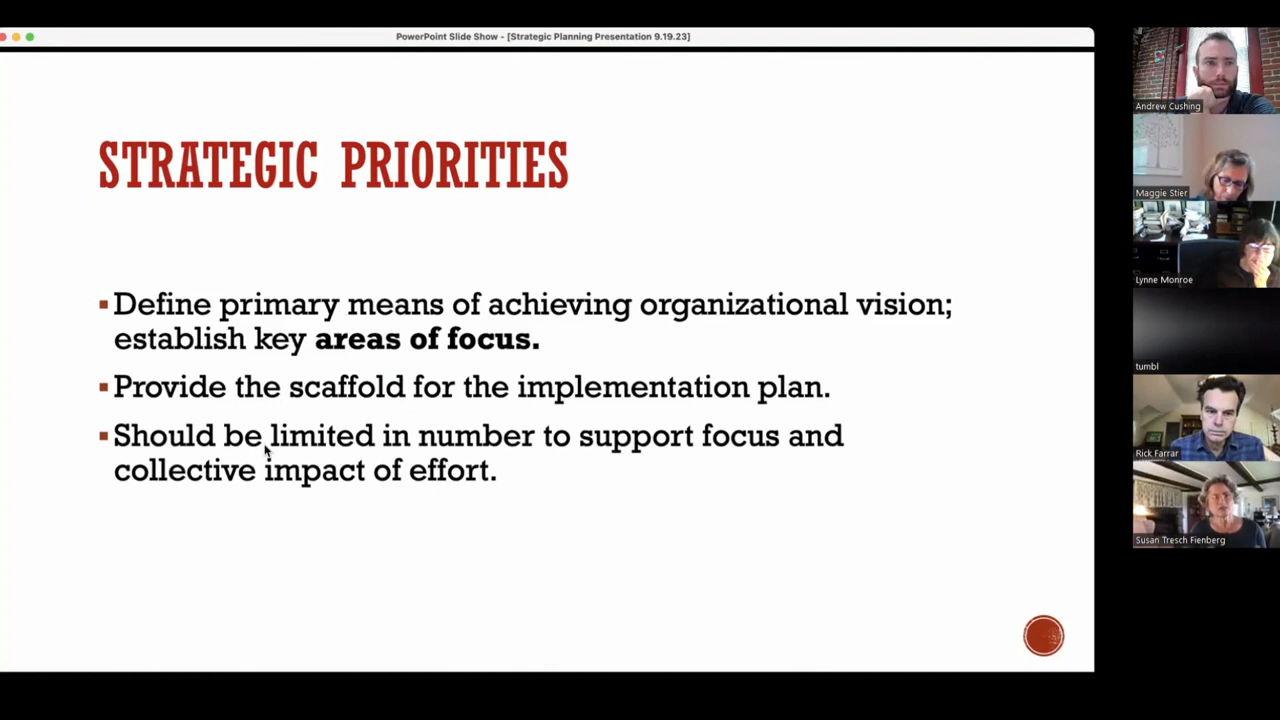 PowerPoint Slide Show - [Strategic Planning Presentation 9.19.23]
STRATEGIC PRIORITIES
▪Define primary means of achieving organizational vision;
establish key areas of focus.
▪Provide the scaffold for the implementation plan.
▪Should be limited in number to support focus and
collective impact of effort.
Andrew Cushing
Maggie Stier
Lynne Monroe
tumbl
Rick Farrar
Susan Tresch Fienberg